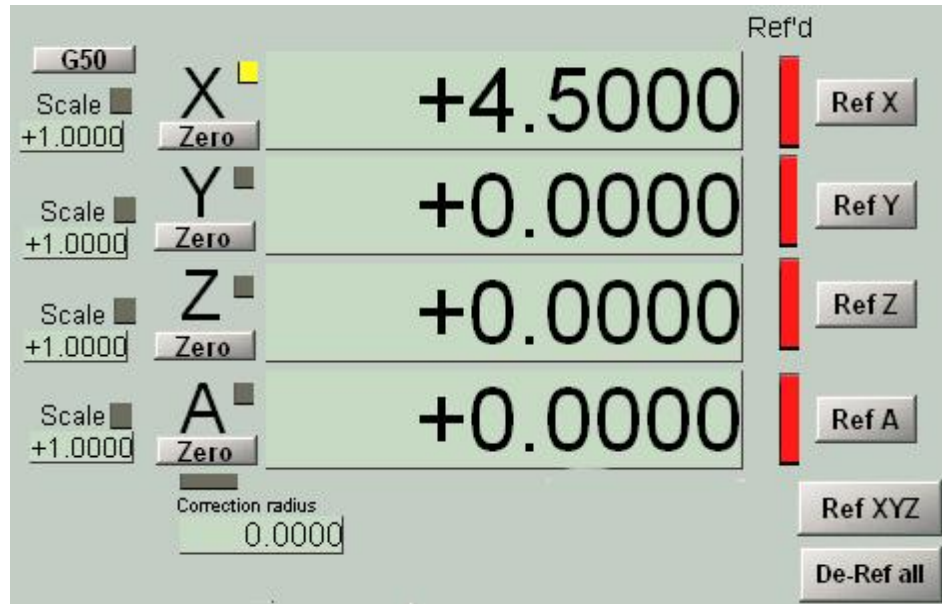 Ref'd
G50
Scale
+1.0000
X
Zero
+4.5000
Ref X
Scale
+1.0000
Y
Zero
+0.0000
Ref Y
Scale
+1.0000
Z
Zero
+0.0000
Ref Z
Scale
+1.0000
A
Zero
+0.0000
Ref A
Correction radius
0.0000
Ref XYZ
De-Ref all